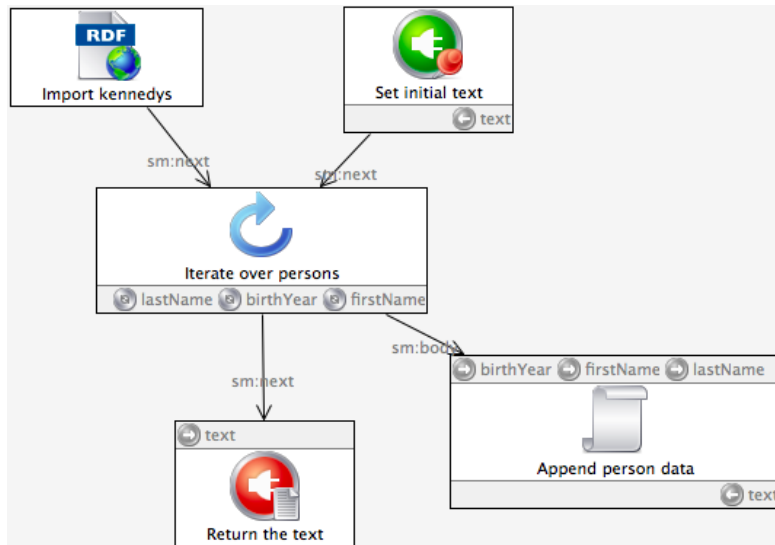 RDF
Import kennedys
Set initial text
text
sm:next
sm:next
Iterate over persons
lastName birthYear firstName
sm:body
sm:next
birthYear firstName lastName
text
Append person data
text
Return the text